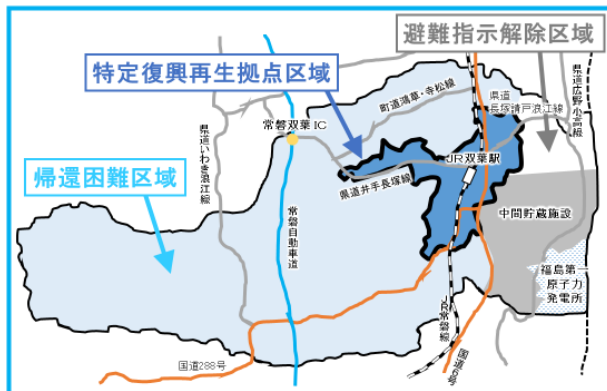 避難指示解除区域
特定復興再生拠点区域
町道鴻草・寺松線
県道
長塚請戸浪江線
県道広野小高線
県道いわき浪江線
常磐双葉IC
JR双葉駅
帰還困難区域
県道井手長塚線
中間貯蔵施設
常磐自動車道
福島第一
原子力
発電所
JR常磐線
国道288号
国道6号